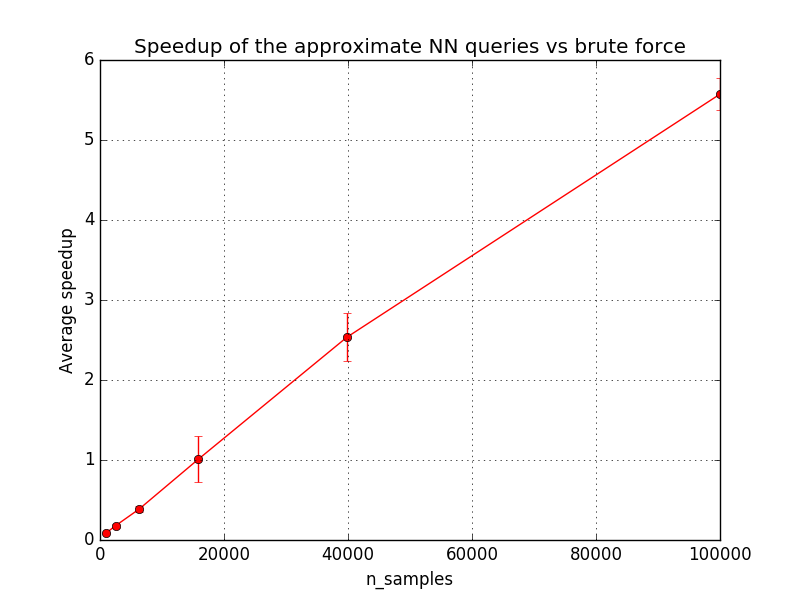 Speedup of the approximate NN queries vs brute force
6
5
4
3
2
1
0
Average speedup
0 20000 40000 60000 80000 100000
n_samples